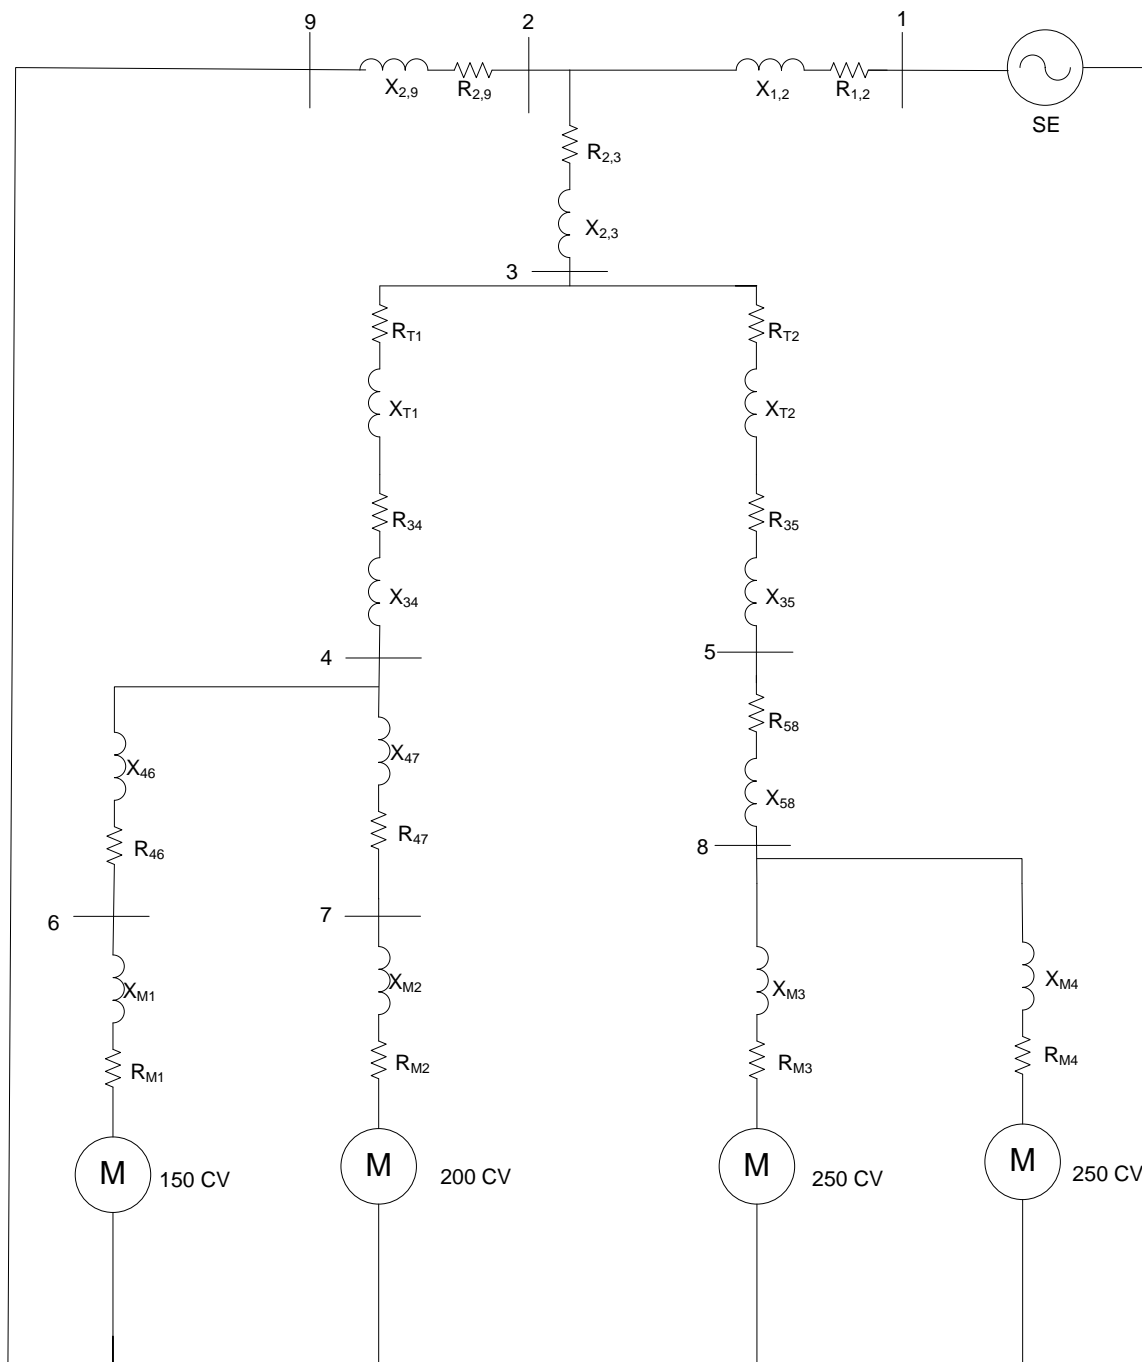 9
2
1
X2,9
R2,9
X1,2
R1,2
SE
R2,3
X2,3
3
RT1
RT2
XT1
XT2
R34
R35
X34
X35
4
5
R58
X46
X47
X58
R46
R47
8
6
7
XM1
XM2
XM3
XM4
RM1
RM2
RM3
RM4
M
150 CV
M
200 CV
M
250 CV
M
250 CV